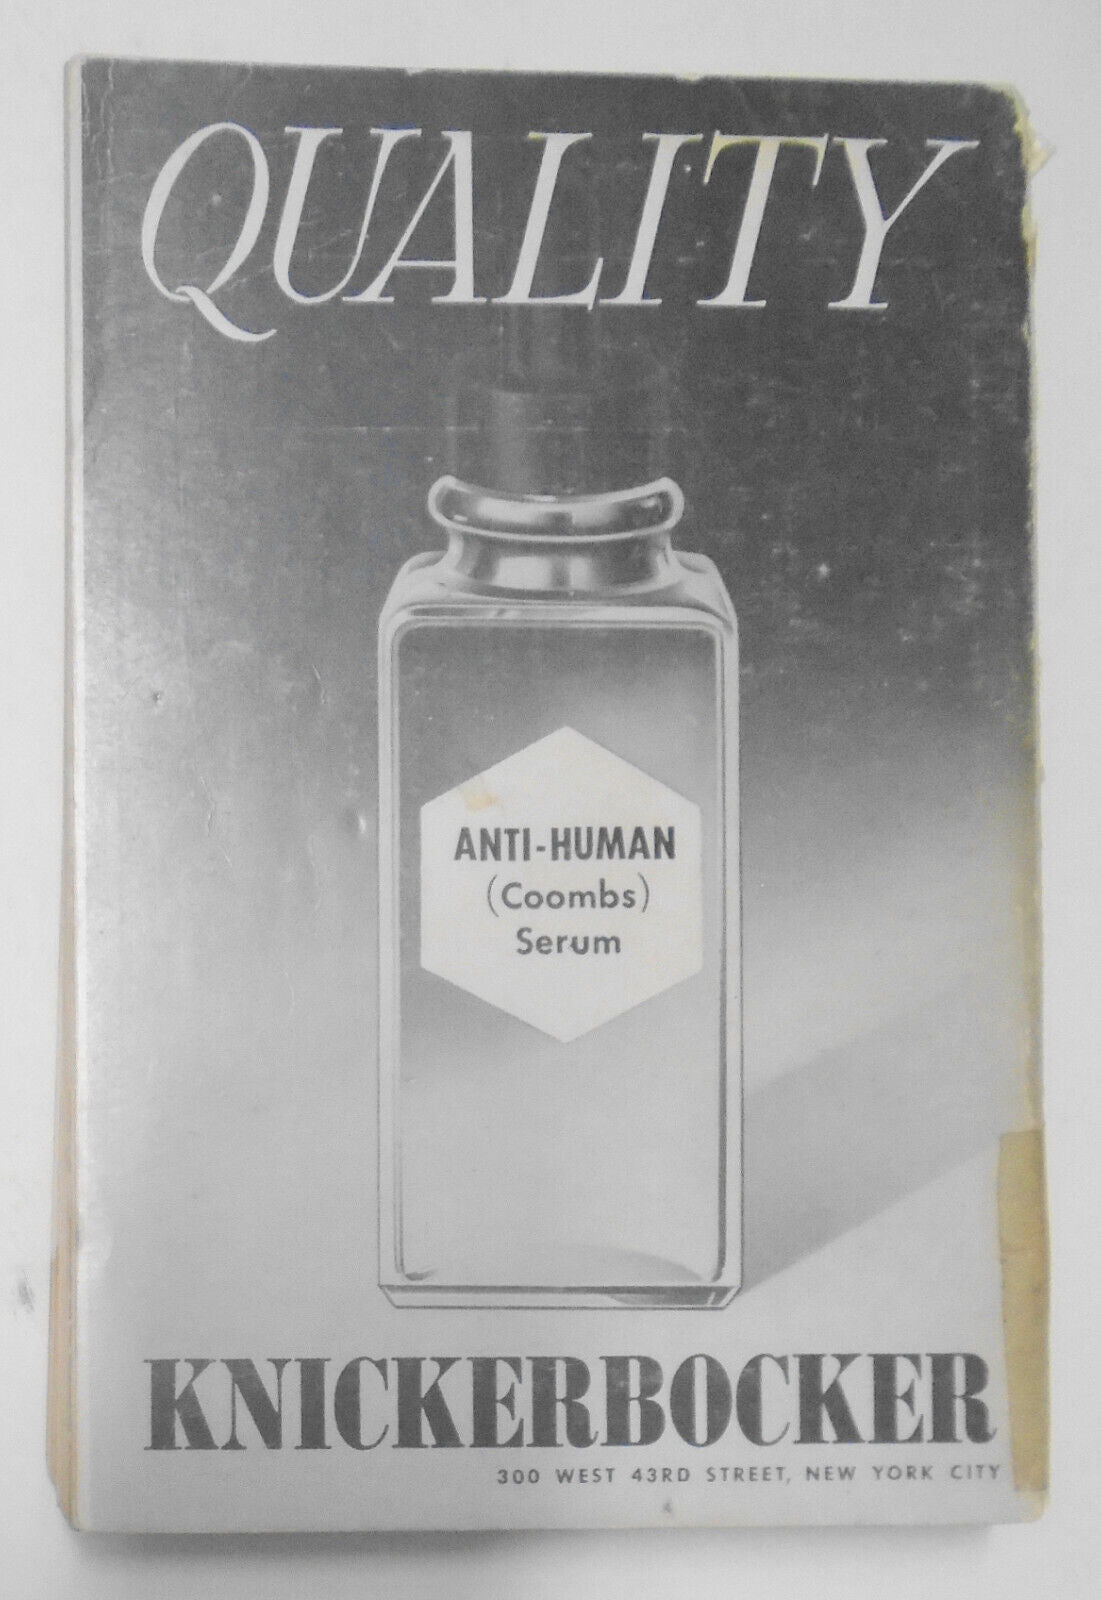 QUALITY
ANTI-HUMAN
(Coombs)
Serum
KNICKERBOCKER
300 WEST 43RD STREET, NEW YORK CITY